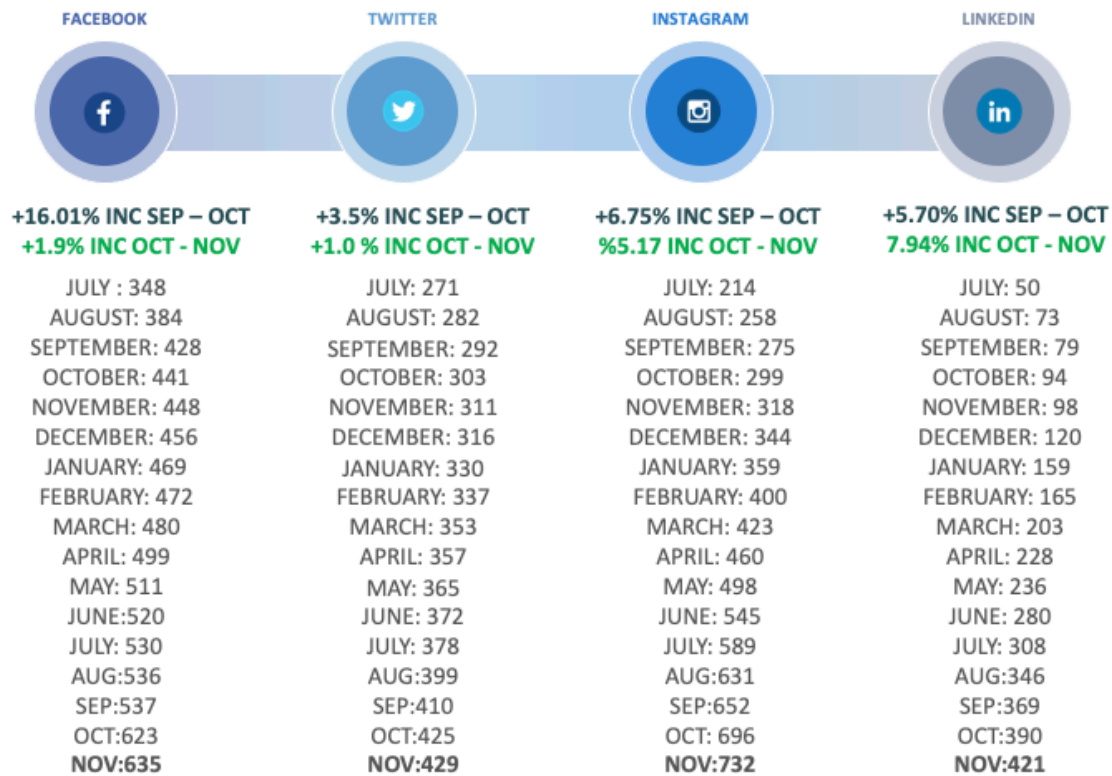 FACEBOOK
+16.01% INC SEP – OCT
+1.9% INC OCT - NOV
JULY : 348
AUGUST: 384
SEPTEMBER: 428
OCTOBER: 441
NOVEMBER: 448
DECEMBER: 456
JANUARY: 469
FEBRUARY: 472
MARCH: 480
APRIL: 499
MAY: 511
JUNE:520
JULY: 530
AUG:536
SEP:537
OCT:623
NOV:635
TWITTER
+3.5% INC SEP – OCT
+1.0 % INC OCT - NOV
JULY: 271
AUGUST: 282
SEPTEMBER: 292
OCTOBER: 303
NOVEMBER: 311
DECEMBER: 316
JANUARY: 330
FEBRUARY: 337
MARCH: 353
APRIL: 357
MAY: 365
JUNE: 372
JULY: 378
AUG:399
SEP:410
OCT:425
NOV:429
INSTAGRAM
+6.75% INC SEP – OCT
%5.17 INC OCT - NOV
JULY: 214
AUGUST: 258
SEPTEMBER: 275
OCTOBER: 299
NOVEMBER: 318
DECEMBER: 344
JANUARY: 359
FEBRUARY: 400
MARCH: 423
APRIL: 460
MAY: 498
JUNE: 545
JULY: 589
AUG:631
SEP:652
OCT: 696
NOV:732
LINKEDIN
in
+5.70% INC SEP – OCT
7.94% INC OCT - NOV
JULY: 50
AUGUST: 73
SEPTEMBER: 79
OCTOBER: 94
NOVEMBER: 98
DECEMBER: 120
JANUARY: 159
FEBRUARY: 165
MARCH: 203
APRIL: 228
MAY: 236
JUNE: 280
JULY: 308
AUG:346
SEP:369
OCT:390
NOV:421